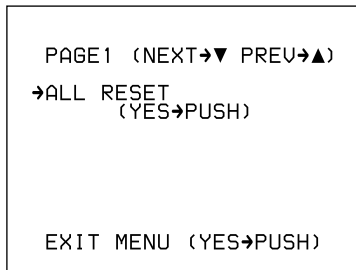 PAGE1 (NEXT→▼ PREV→▲)
→ALL RESET
(YES→PUSH)
EXIT MENU (YES→PUSH)